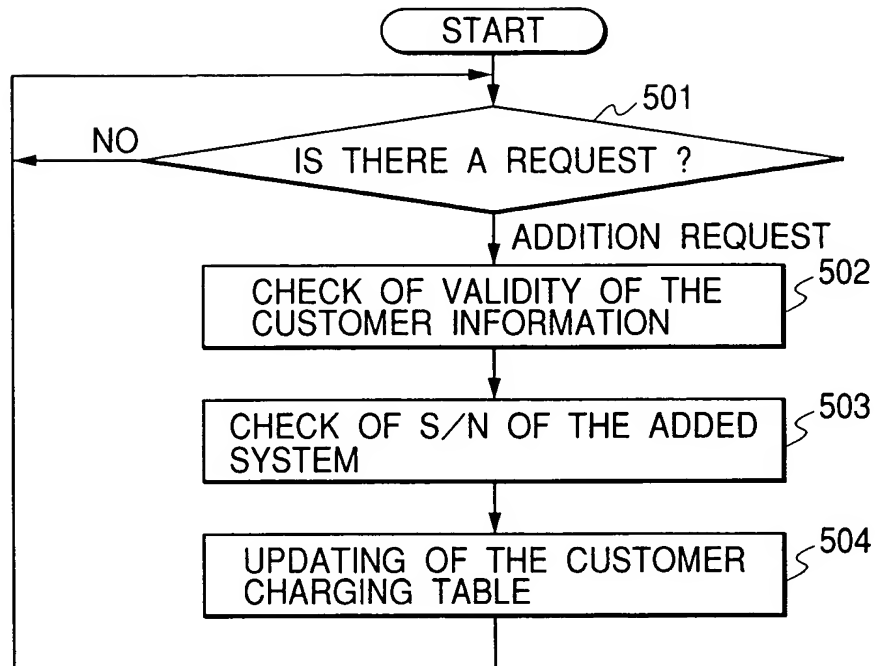 START
501
NO
IS THERE A REQUEST ?
ADDITION REQUEST
502
CHECK OF VALIDITY OF THE
CUSTOMER INFORMATION
503
CHECK OF S/N OF THE ADDED
SYSTEM
504
UPDATING OF THE CUSTOMER
CHARGING TABLE